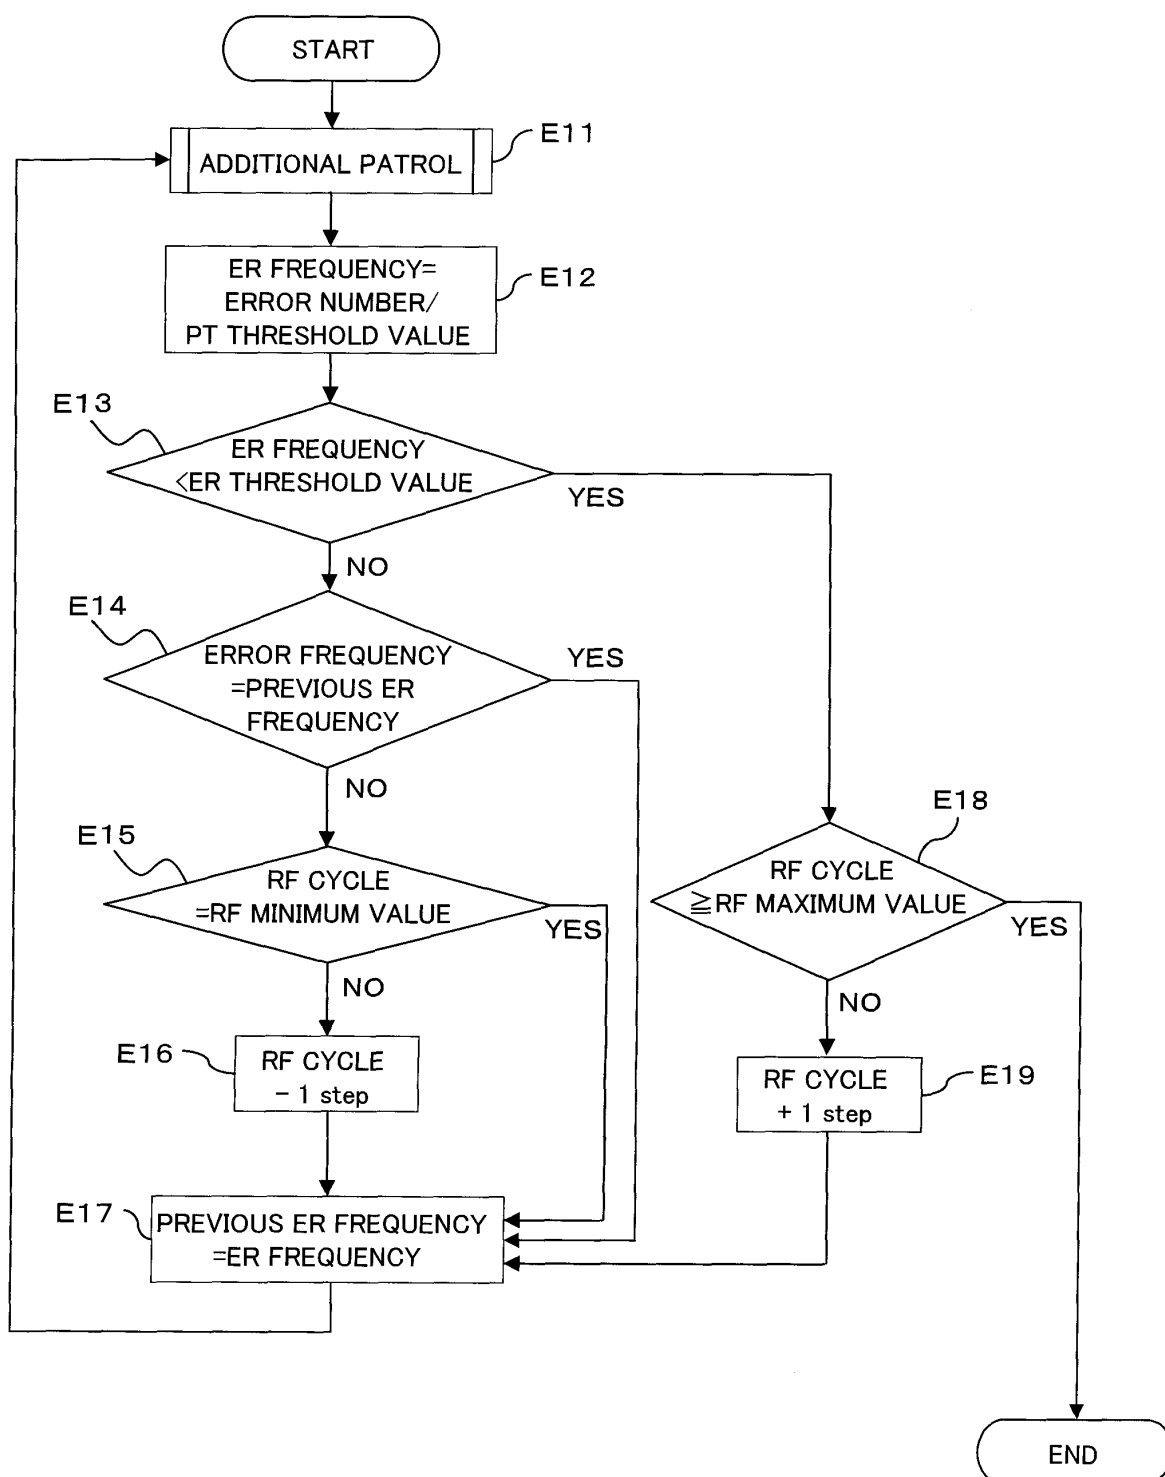 START
ADDITIONAL PATROL
E11
ER FREQUENCY=
ERROR NUMBER/
PT THRESHOLD VALUE
E12
E13
ER FREQUENCY
<ER THRESHOLD VALUE
YES
NO
E14
ERROR FREQUENCY
=PREVIOUS ER
FREQUENCY
YES
NO
E15
RF CYCLE
=RF MINIMUM VALUE
YES
NO
E18
RF CYCLE
≧RF MAXIMUM VALUE
YES
NO
E16
RF CYCLE
- 1 step
E19
RF CYCLE
+ 1 step
E17
PREVIOUS ER FREQUENCY
=ER FREQUENCY
END